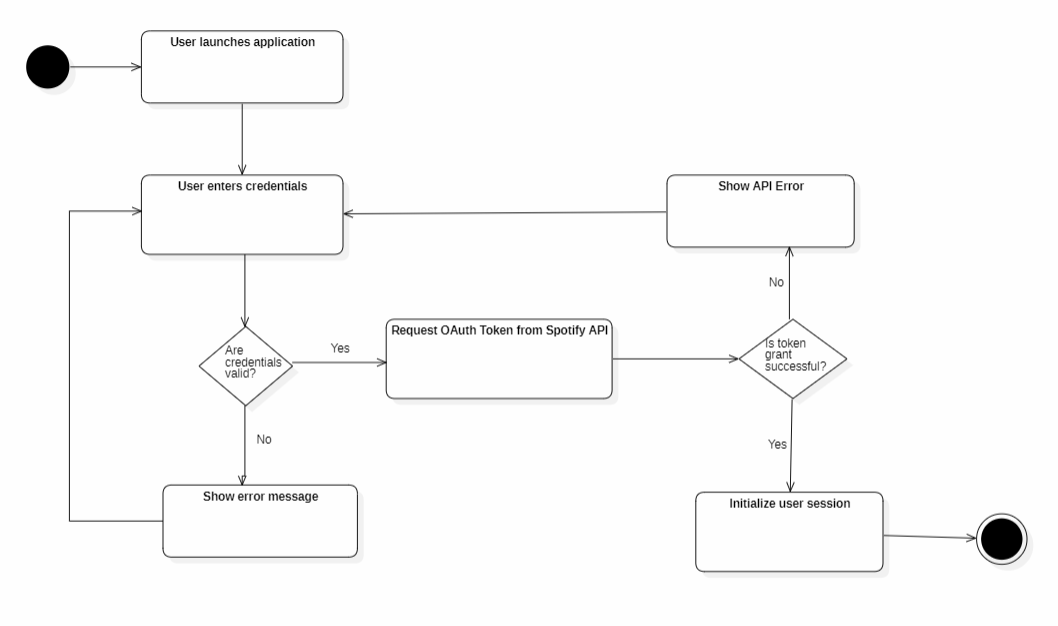 User launches application
User enters credentials
Show API Error
No
Request OAuth Token from Spotify API
Yes
Are
credentials
valid?
Is token
grant
successful?
No
Yes
Show error message
Initialize user session